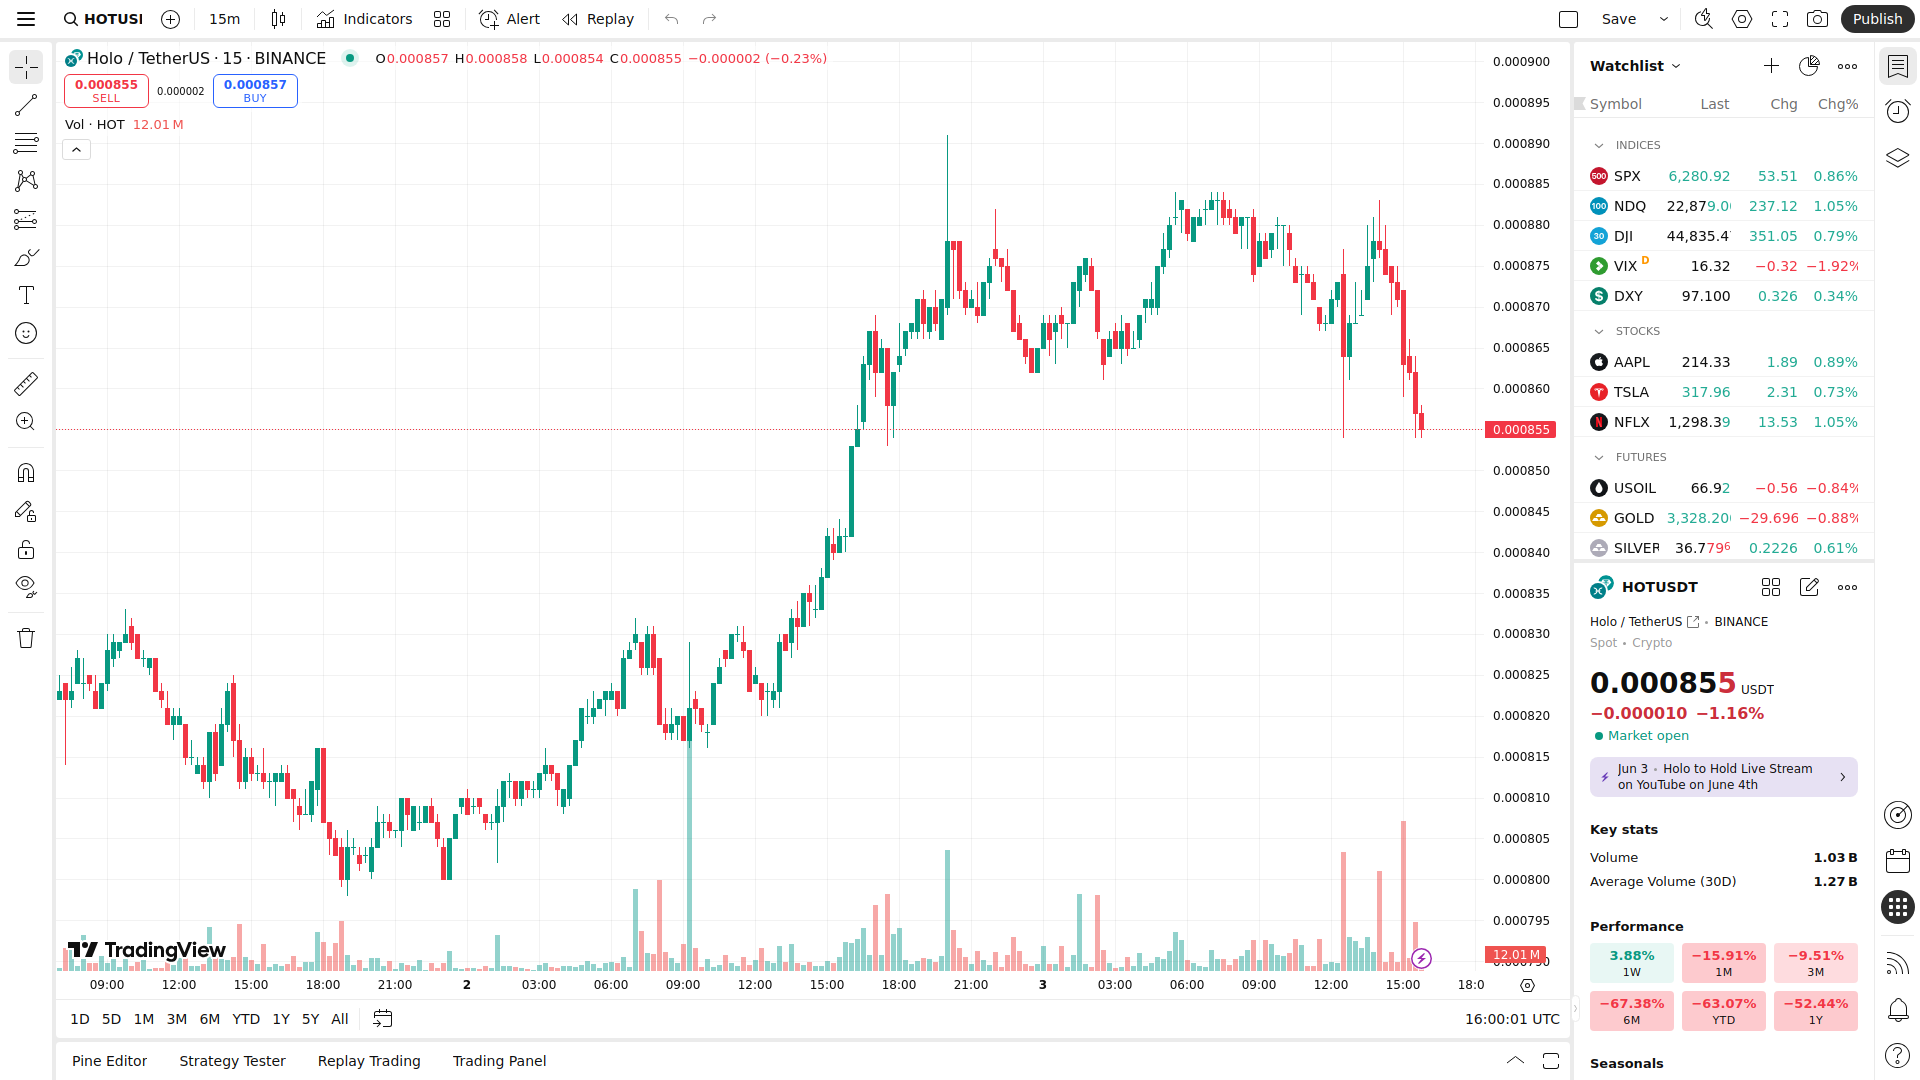 HOTUSI
15m
Indicators
Alert
Replay
Save
Publish
Holo / TetherUS · 15 · BINANCE
O0.000857 H0.000858 L0.000854 C0.000855 −0.000002 (−0.23%)
0.000855
SELL
0.000002
0.000857
BUY
Vol · HOT 12.01 M
0.000900
0.000895
0.000890
0.000885
0.000880
0.000875
0.000870
0.000865
0.000860
0.000855
0.000850
0.000845
0.000840
0.000835
0.000830
0.000825
0.000820
0.000815
0.000810
0.000805
0.000800
0.000795
12.01 M
TradingView
09:00 12:00 15:00 18:00 21:00 2 03:00 06:00 09:00 12:00 15:00 18:00 21:00 3 03:00 06:00 09:00 12:00 15:00 18:0
1D 5D 1M 3M 6M YTD 1Y 5Y All
16:00:01 UTC
Pine Editor Strategy Tester Replay Trading Trading Panel
Watchlist
Symbol Last Chg Chg%
INDICES
500 SPX 6,280.92 53.51 0.86%
100 NDQ 22,879.0 237.12 1.05%
30 DJI 44,835.4 351.05 0.79%
VIX D 16.32 −0.32 −1.92%
DXY 97.100 0.326 0.34%
STOCKS
AAPL 214.33 1.89 0.89%
TSLA 317.96 2.31 0.73%
NFLX 1,298.39 13.53 1.05%
FUTURES
USOIL 66.92 −0.56 −0.84%
GOLD 3,328.20 −29.696 −0.88%
SILVER 36.7796 0.2226 0.61%
HOTUSDT
Holo / TetherUS • BINANCE
Spot • Crypto
0.000855 USDT
−0.000010 −1.16%
Market open
Jun 3 • Holo to Hold Live Stream
on YouTube on June 4th
Key stats
Volume 1.03 B
Average Volume (30D) 1.27 B
Performance
3.88% −15.91% −9.51%
1W 1M 3M
−67.38% −63.07% −52.44%
6M YTD 1Y
Seasonals